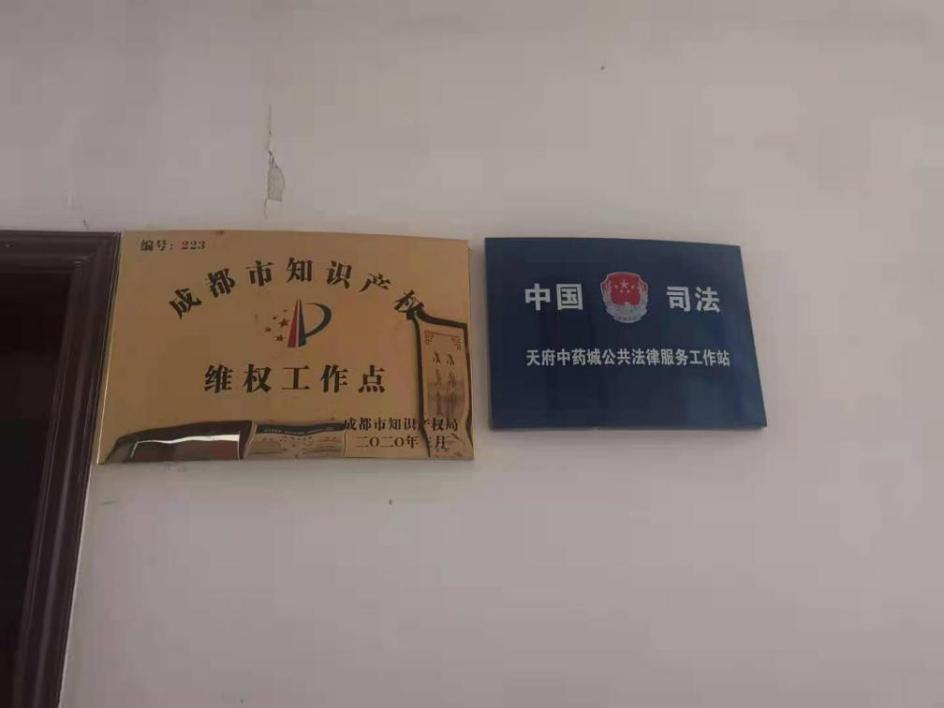 编号：223
成都市知识产权
维权工作点
成都市知识产权局
二〇二〇年三月
中国 司法
天府中药城公共法律服务工作站